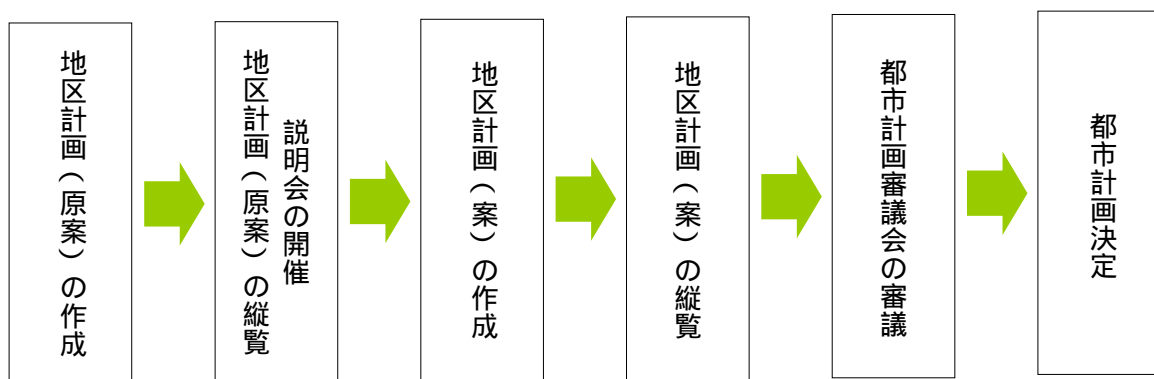 地区計画（原案）の作成
説明会の開催
地区計画（原案）の縦覧
地区計画（案）の作成
地区計画（案）の縦覧
都市計画審議会の審議
都市計画決定